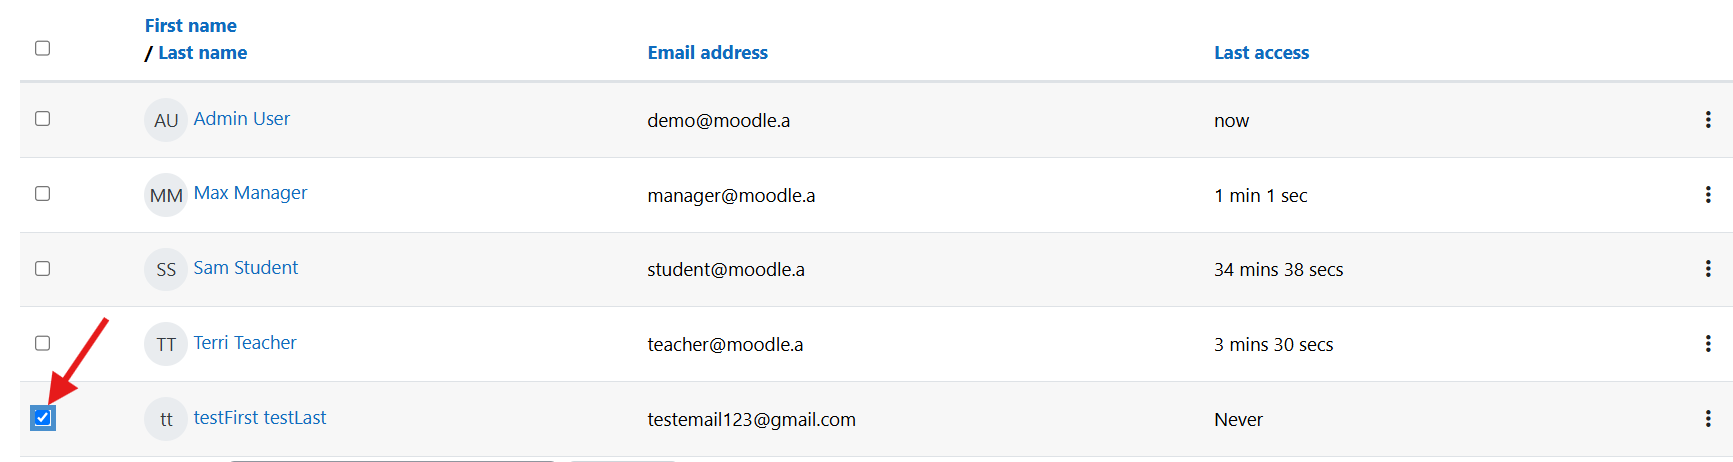 First name
/ Last name Email address Last access
AU Admin User demo@moodle.a now
MM Max Manager manager@moodle.a 1 min 1 sec
SS Sam Student student@moodle.a 34 mins 38 secs
TT Terri Teacher teacher@moodle.a 3 mins 30 secs
tt testFirst testLast testemail123@gmail.com Never